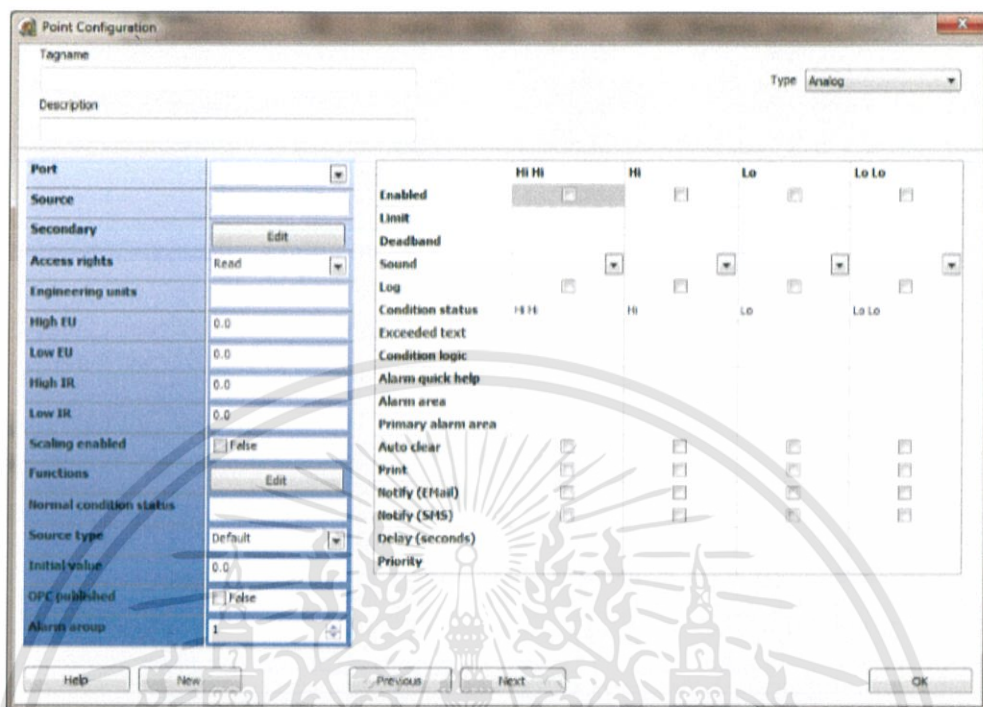 Point Configuration
Tagname
Type Analog
Description
Port
Source
Secondary Edit
Access rights Read
Engineering units
High EU 0.0
Low EU 0.0
High IR 0.0
Low IR 0.0
Scaling enabled False
Functions Edit
Normal condition status
Source type Default
Initial value 0.0
OPC published False
Alarm group 1
Hi Hi Hi Lo Lo Lo
Enabled
Limit
Deadband
Sound
Log
Condition status Hi Hi Hi Lo Lo Lo
Exceeded text
Condition logic
Alarm quick help
Alarm area
Primary alarm area
Auto clear
Print
Notify (EMail)
Notify (SMS)
Delay (seconds)
Priority
Help New Previous Next OK